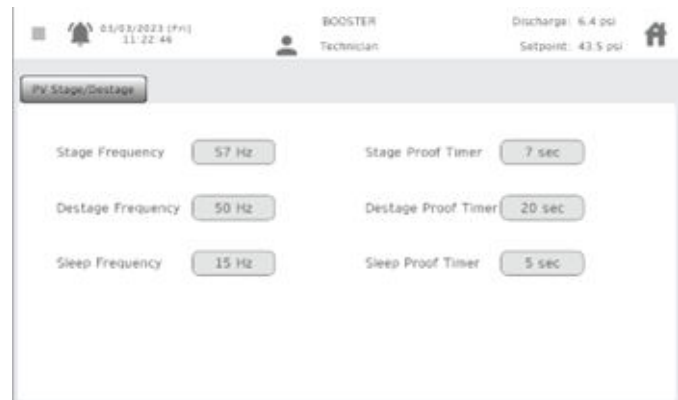 03/03/2023 (Fri)
11:22:46
BOOSTER
Technician
Discharge: 6.4 psi
Setpoint: 43.5 psi
PV Stage/Destage
Stage Frequency 57 Hz
Stage Proof Timer 7 sec
Destage Frequency 50 Hz
Destage Proof Timer 20 sec
Sleep Frequency 15 Hz
Sleep Proof Timer 5 sec